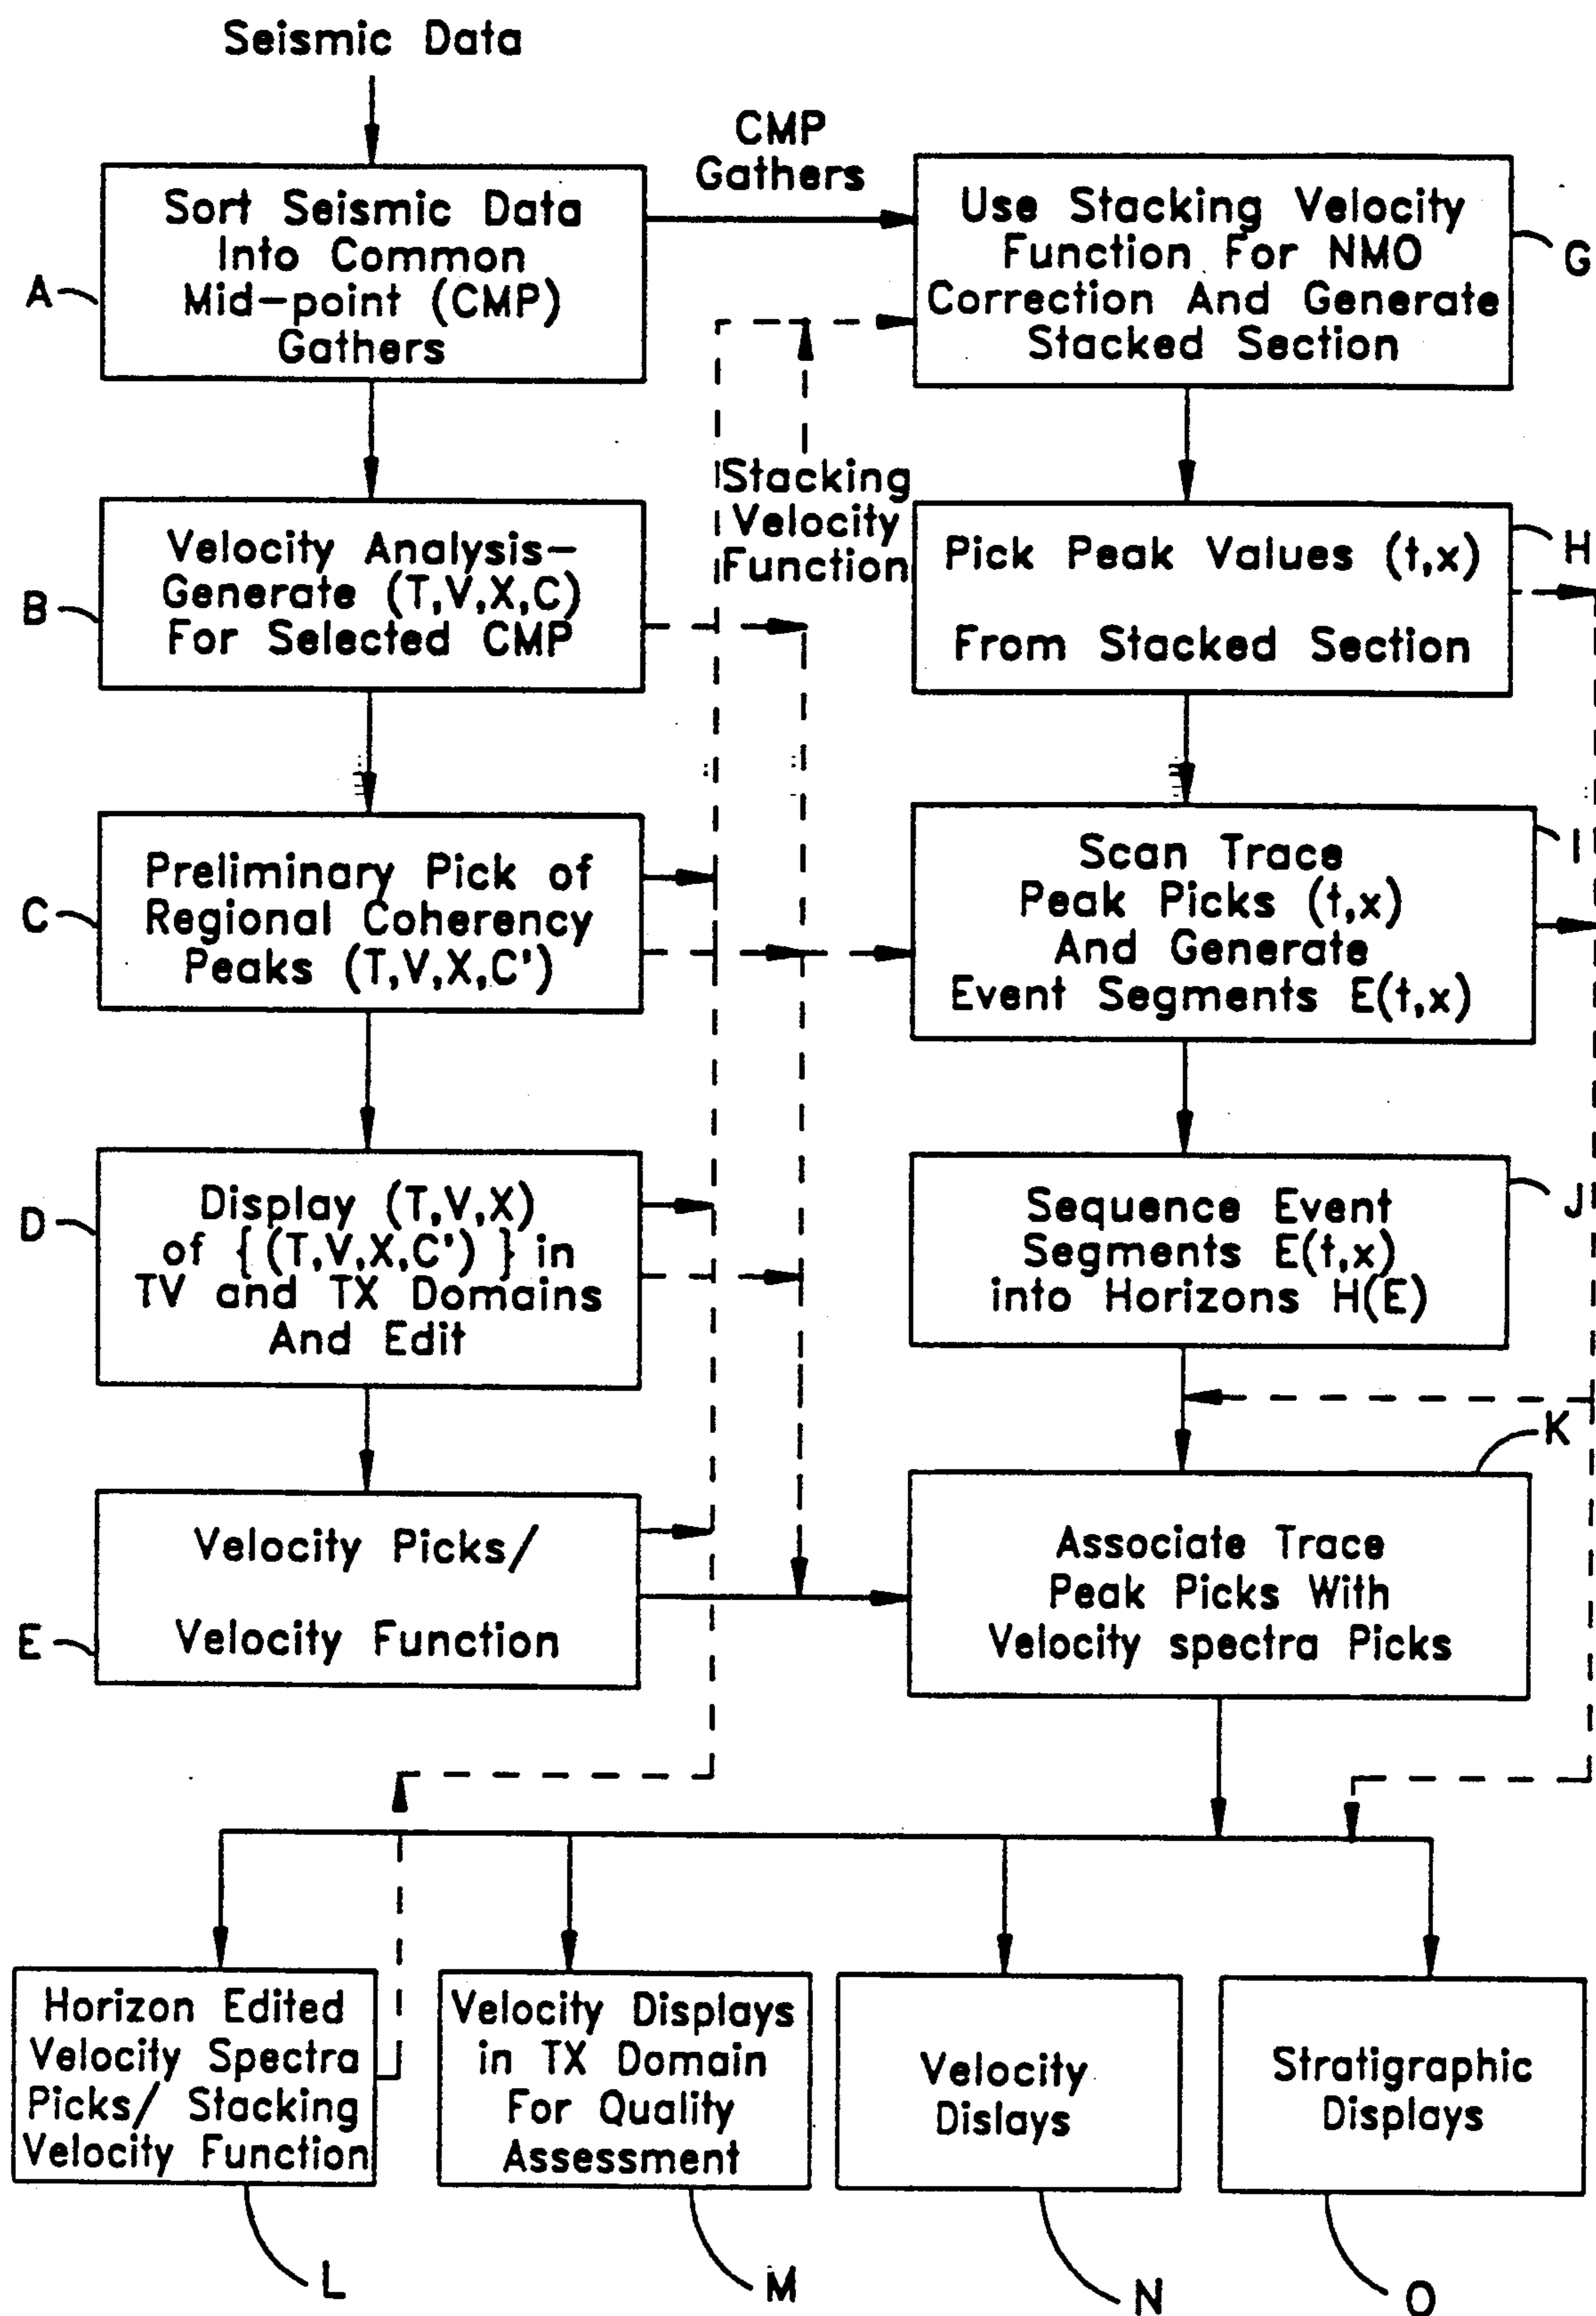 Seismic Data
CMP
Gathers
Sort Seismic Data
Into Common
Mid-point (CMP)
Gathers
A
Use Stacking Velocity
Function For NMO
Correction And Generate
Stacked Section
G
Stacking
Velocity
Function
Velocity Analysis-
Generate (T,V,X,C)
For Selected CMP
B
Pick Peak Values (t,x)
From Stacked Section
H
Preliminary Pick of
Regional Coherency
Peaks (T,V,X,C')
C
Scan Trace
Peak Picks (t,x)
And Generate
Event Segments E(t,x)
I
Display (T,V,X)
of { (T,V,X,C') } in
TV and TX Domains
And Edit
D
Sequence Event
Segments E(t,x)
into Horizons H(E)
J
Velocity Picks/
Velocity Function
E
Associate Trace
Peak Picks With
Velocity spectra Picks
K
Horizon Edited
Velocity Spectra
Picks/ Stacking
Velocity Function
L
Velocity Displays
in TX Domain
For Quality
Assessment
M
Velocity
Dislays
N
Stratigraphic
Displays
O